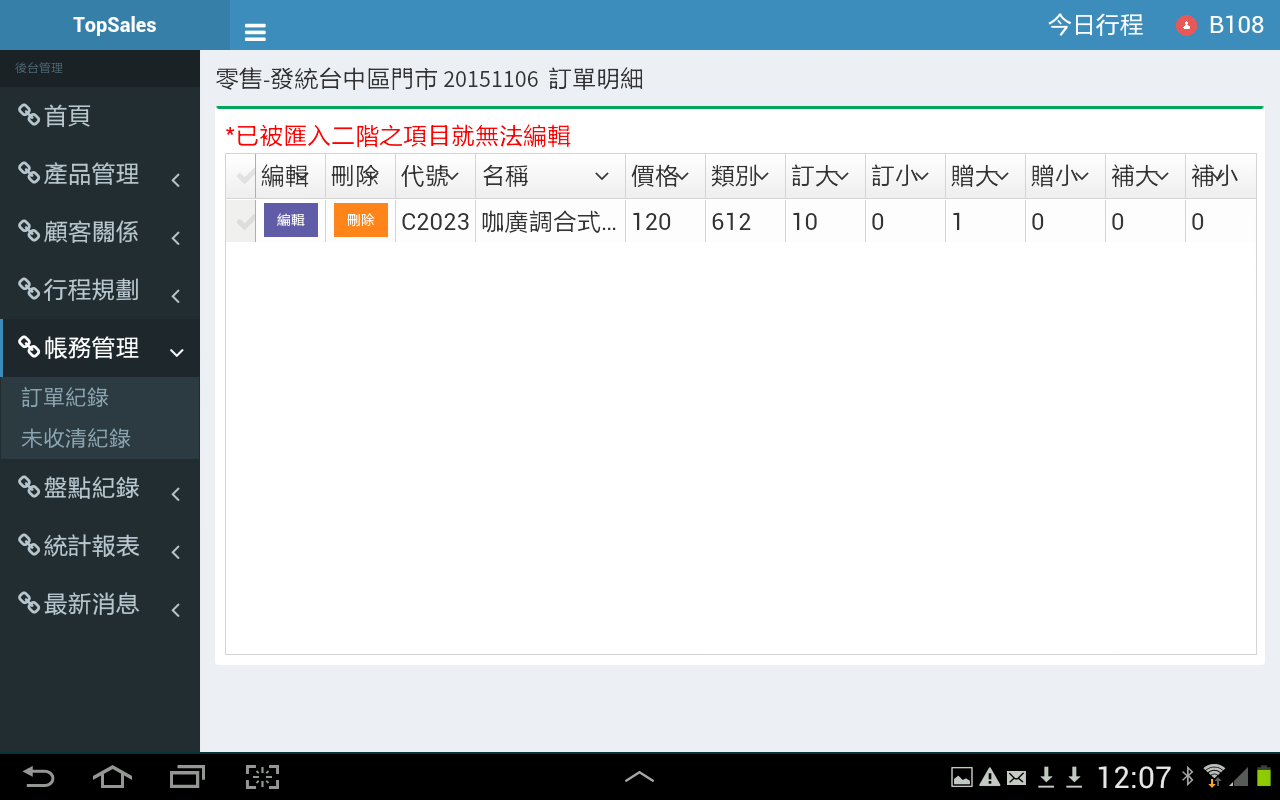 TopSales
今日行程
B108
後台管理
首頁
產品管理
顧客關係
行程規劃
帳務管理
訂單紀錄
未收清紀錄
盤點紀錄
統計報表
最新消息
零售-發統台中區門市 20151106 訂單明細
*已被匯入二階之項目就無法編輯
編輯 刪除 代號 名稱 價格 類別 訂大 訂小 贈大 贈小 補大 補小
編輯 刪除 C2023 咖廣調合式... 120 612 10 0 1 0 0 0
12:07